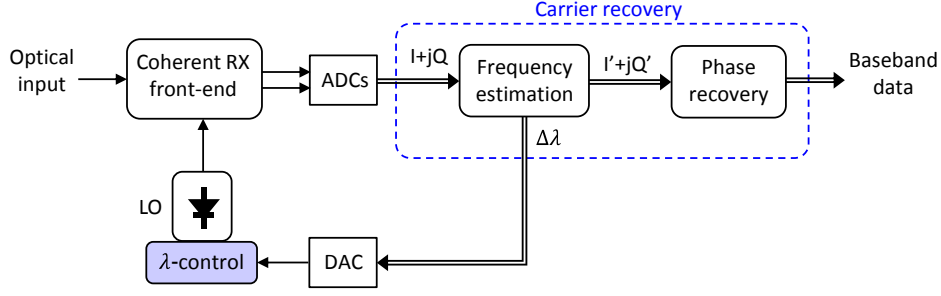 Carrier recovery
Optical
input
Coherent RX
front-end
ADCs
I+jQ
Frequency
estimation
I'+jQ'
Phase
recovery
Baseband
data
Δλ
LO
λ-control
DAC